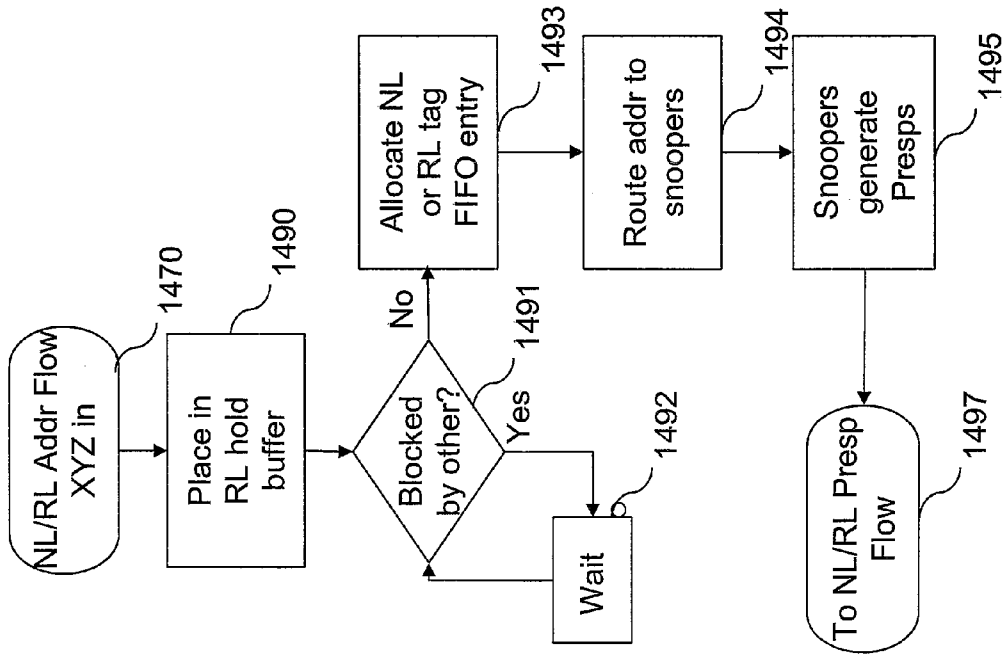 NL/RL Addr Flow
XYZ in
1470
Place in
RL hold
buffer
1490
Blocked
by other?
1491
No
Yes
Wait
1492
Allocate NL
or RL tag
FIFO entry
1493
Route addr to
snoopers
1494
Snoopers
generate
Presps
1495
To NL/RL Presp
Flow
1497